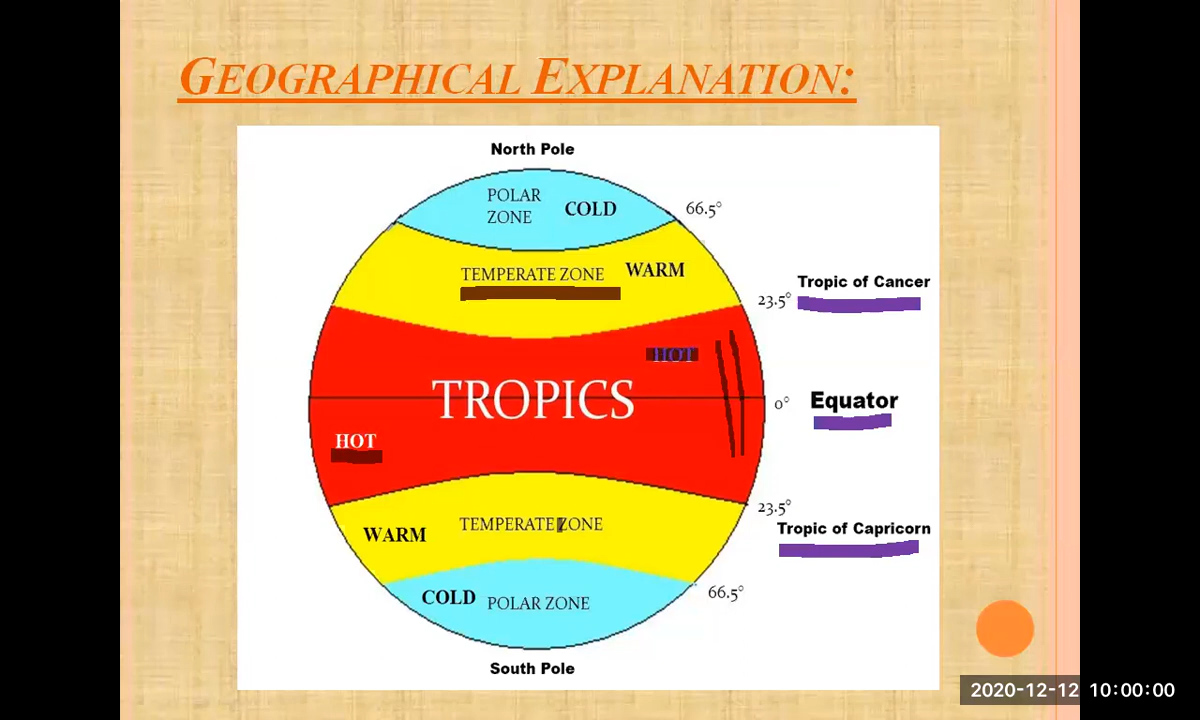 GEOGRAPHICAL EXPLANATION:
North Pole
POLAR
ZONE
COLD
66.5°
TEMPERATE ZONE
WARM
Tropic of Cancer
23.5°
HOT
TROPICS
0°
Equator
HOT
23.5°
TEMPERATE ZONE
Tropic of Capricorn
WARM
66.5°
COLD
POLAR ZONE
South Pole
2020-12-12 10:00:00